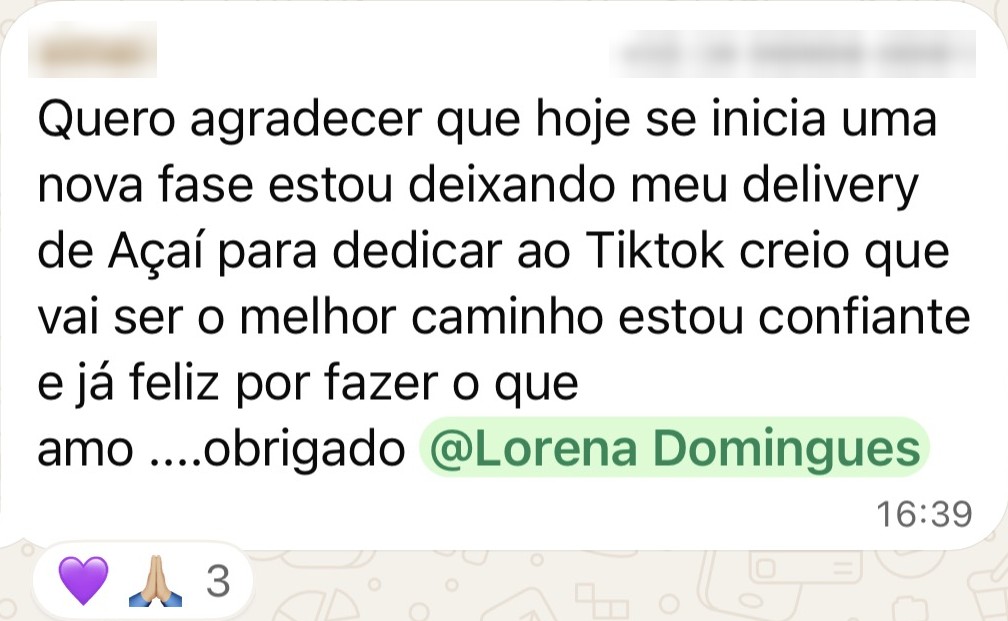 Quero agradecer que hoje se inicia uma
nova fase estou deixando meu delivery
de Açaí para dedicar ao Tiktok creio que
vai ser o melhor caminho estou confiante
e já feliz por fazer o que
amo ....obrigado @Lorena Domingues
16:39
💜 🙏🏼 3